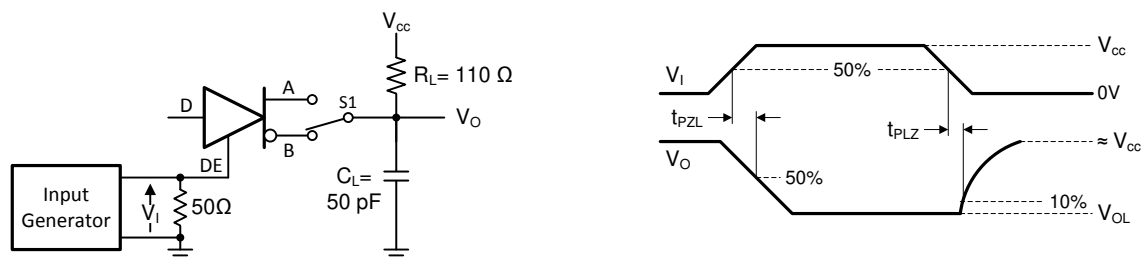 Vcc
RL= 110 Ω
A
S1
D
VO
B
DE
CL=
50 pF
Input
Generator
VI
50Ω
Vcc
VI
50%
0V
tPZL
tPLZ
≈ Vcc
VO
50%
10%
VOL